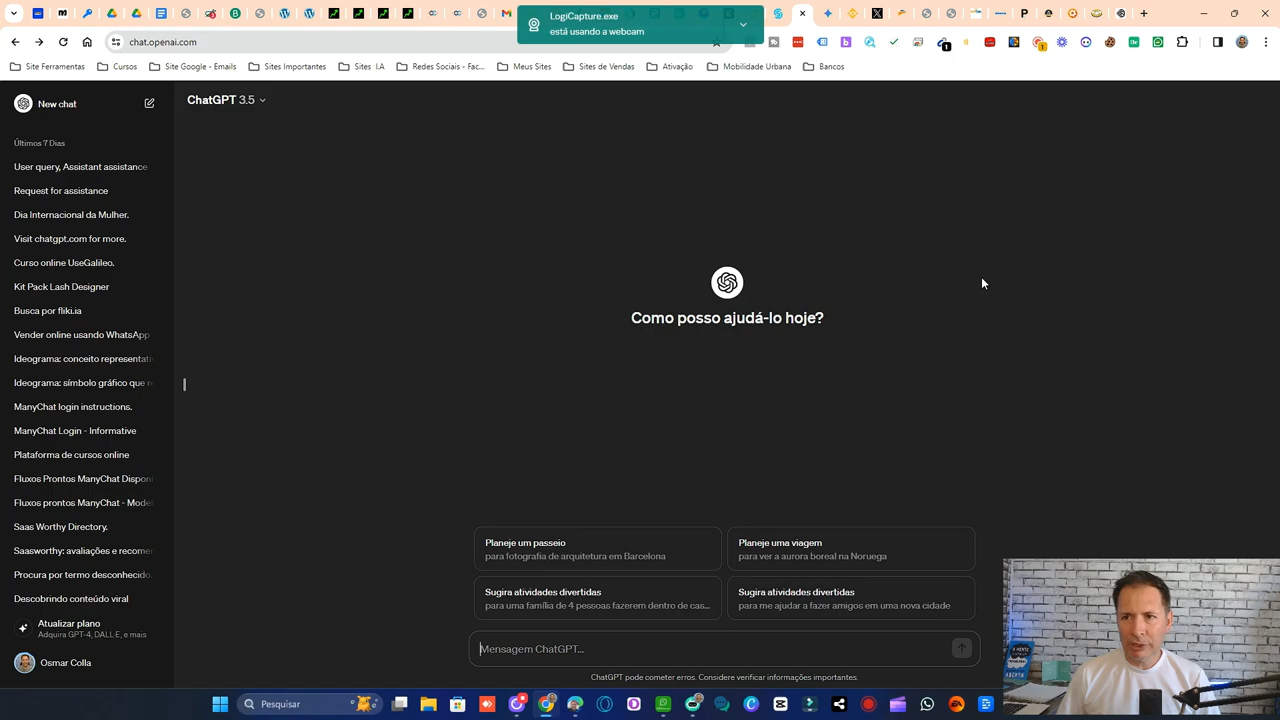 LogiCapture.exe
está usando a webcam
chat.openai.com
Site Ferramentas
Cursos
Site Google - Emails
Sites Importantes
Sites I.A
Redes Sociais - Fac...
Meus Sites
Sites de Vendas
Ativação
Mobilidade Urbana
Bancos
New chat
ChatGPT 3.5
Últimos 7 Dias
User query, Assistant assistance
Request for assistance
Dia Internacional da Mulher.
Visit chatgpt.com for more.
Curso online UseGalileo.
Kit Pack Lash Designer
Busca por fliki.ia
Vender online usando WhatsApp
Ideograma: conceito representativ
Ideograma: símbolo gráfico que re
ManyChat login instructions.
ManyChat Login - Informative
Plataforma de cursos online
Fluxos Prontos ManyChat Disponí
Fluxos prontos ManyChat - Model
Saas Worthy Directory.
Saasworthy: avaliações e recomen
Procura por termo desconhecido.
Descobrindo conteúdo viral
Atualizar plano
Adquira GPT-4, DALL·E, e mais
Osmar Colla
Como posso ajudá-lo hoje?
Planeje um passeio
para fotografia de arquitetura em Barcelona
Planeje uma viagem
para ver a aurora boreal na Noruega
Sugira atividades divertidas
para uma família de 4 pessoas fazerem dentro de cas...
Sugira atividades divertidas
para me ajudar a fazer amigos em uma nova cidade
Mensagem ChatGPT...
ChatGPT pode cometer erros. Considere verificar informações importantes.
Pesquisar
A MENTE
ABERTA